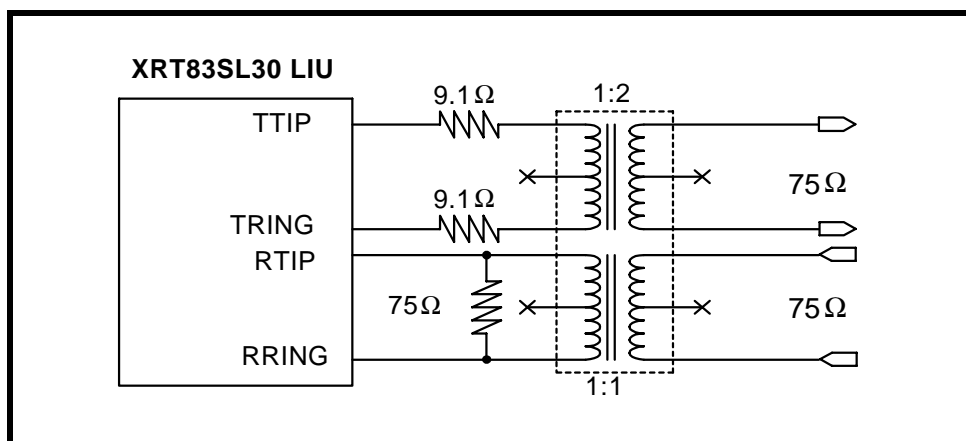 XRT83SL30 LIU
9.1Ω
1:2
TTIP
75Ω
9.1Ω
TRING
RTIP
75Ω
75Ω
RRING
1:1